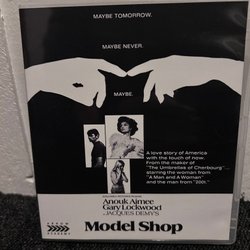 MAYBE TOMORROW.
MAYBE NEVER.
MAYBE.
A love story of America
with the touch of now.
From the maker of
"The Umbrellas of Cherbourg"
starring the woman from
"A Man and A Woman"
and the man from "2001".
Anouk Aimee
Gary Lockwood
JACQUES DEMY'S
Model Shop
ARROW
ACADEMY